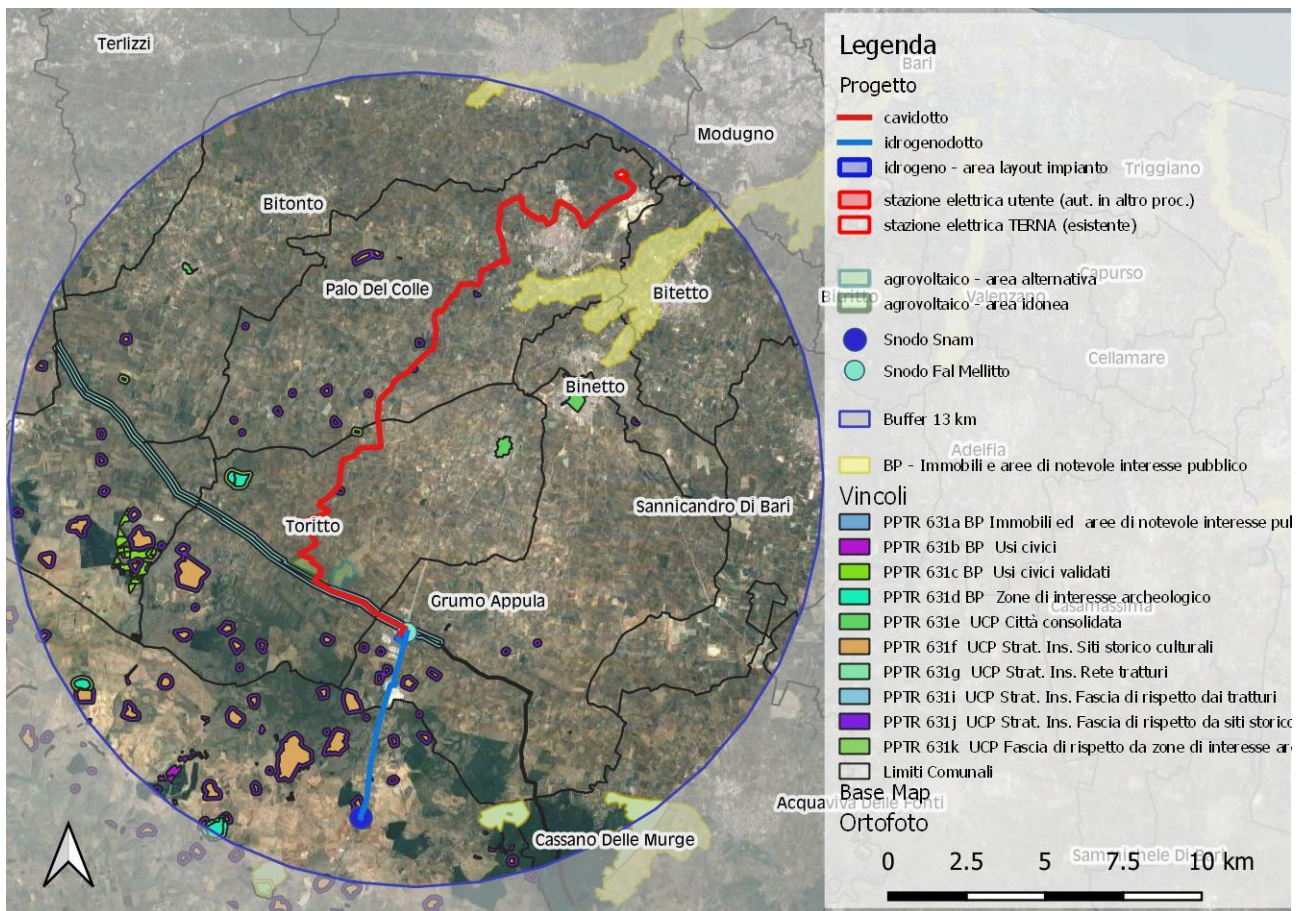 Terlizzi
Modugno
Bitonto
Palo Del Colle
Bitetto
Binetto
Sannicandro Di Bari
Toritto
Grumo Appula
Cassano Delle Murge
Acquaviva Delle Fonti
Bari
Triggiano
Capurso
Bitritto
Valenzano
Cellamare
Adelfia
Casamassima
Sammichele Di Bari
Legenda
Progetto
cavidotto
idrogenodotto
idrogeno - area layout impianto
stazione elettrica utente (aut. in altro proc.)
stazione elettrica TERNA (esistente)
agrovoltaico - area alternativa
agrovoltaico - area idonea
Snodo Snam
Snodo Fal Mellitto
Buffer 13 km
BP - Immobili e aree di notevole interesse pubblico
Vincoli
PPTR 631a BP Immobili ed aree di notevole interesse pul
PPTR 631b BP Usi civici
PPTR 631c BP Usi civici validati
PPTR 631d BP Zone di interesse archeologico
PPTR 631e UCP Città consolidata
PPTR 631f UCP Strat. Ins. Siti storico culturali
PPTR 631g UCP Strat. Ins. Rete tratturi
PPTR 631i UCP Strat. Ins. Fascia di rispetto dai tratturi
PPTR 631j UCP Strat. Ins. Fascia di rispetto da siti storico
PPTR 631k UCP Fascia di rispetto da zone di interesse ar
Limiti Comunali
Base Map
Ortofoto
0 2.5 5 7.5 10 km